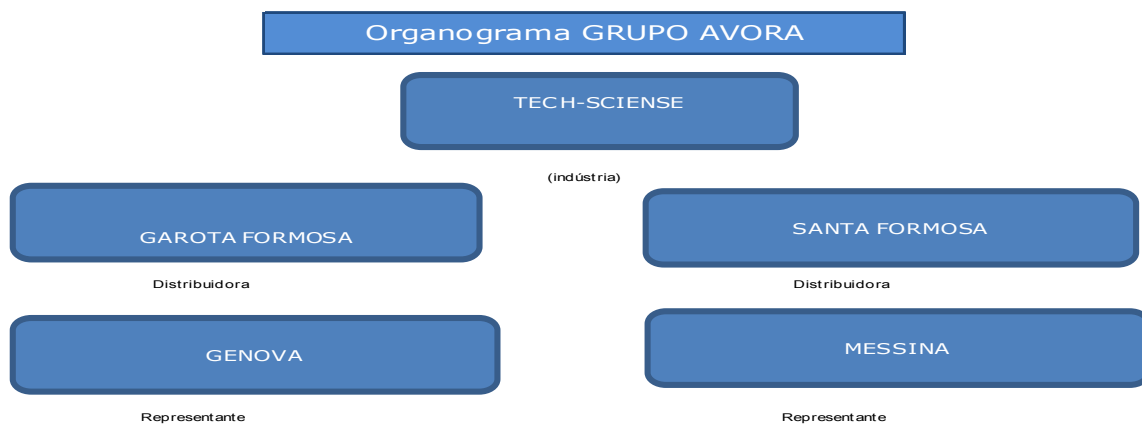 Organograma GRUPO AVORA
TECH-SCIENSE
(indústria)
GAROTA FORMOSA
SANTA FORMOSA
Distribuidora
Distribuidora
GENOVA
MESSINA
Representante
Representante